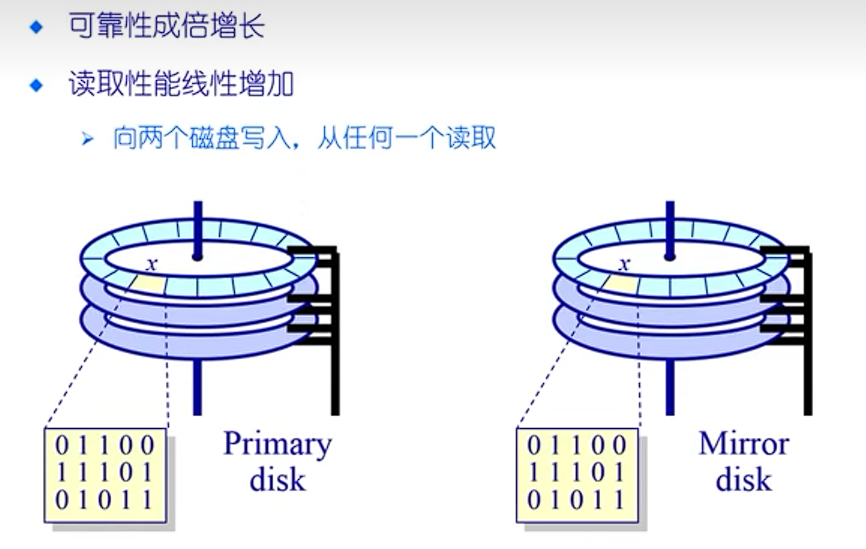 可靠性成倍增长
读取性能线性增加
向两个磁盘写入，从任何一个读取
x
x
0 1 1 0 0
1 1 1 0 1
0 1 0 1 1
Primary
disk
0 1 1 0 0
1 1 1 0 1
0 1 0 1 1
Mirror
disk